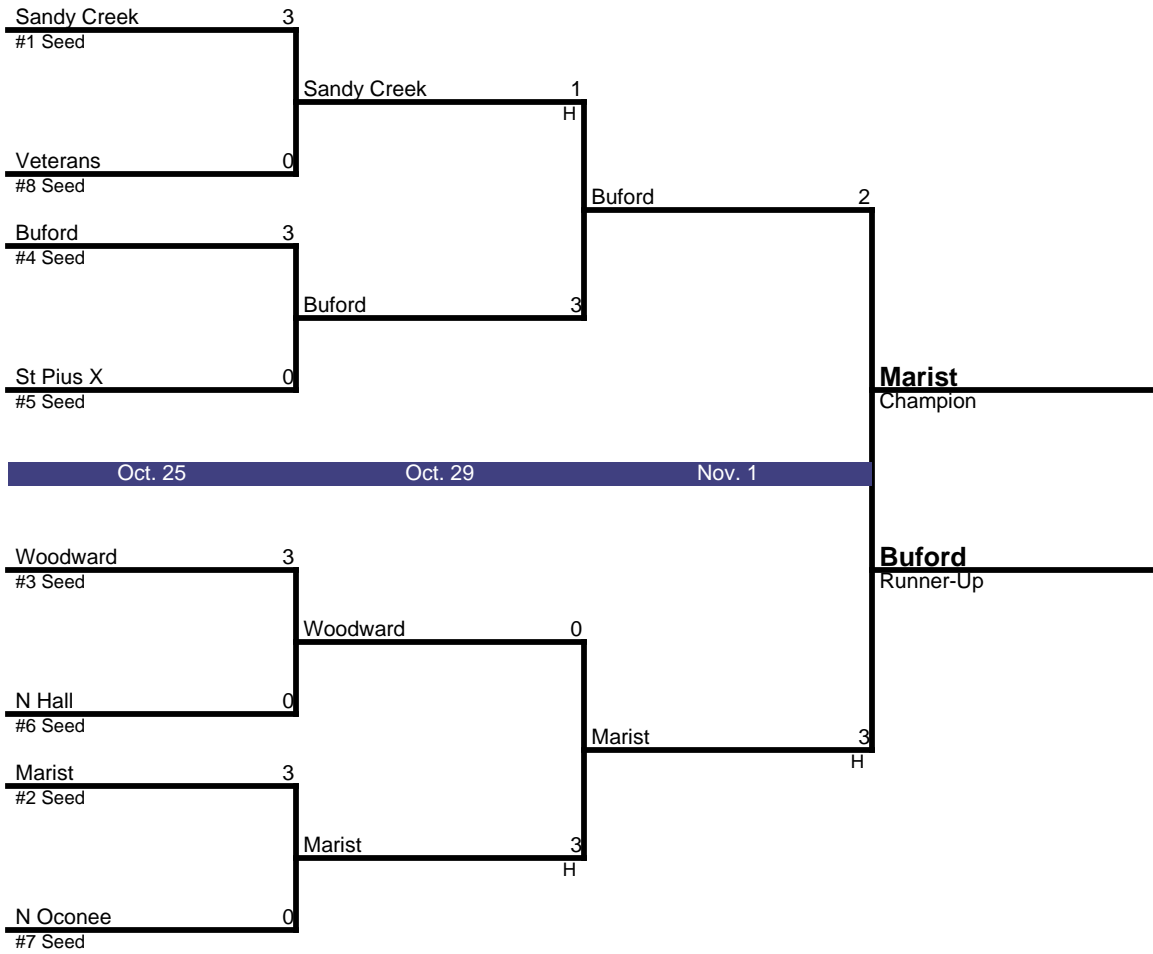 Sandy Creek 3
#1 Seed
Sandy Creek 1
H
Veterans 0
#8 Seed
Buford 2
Buford 3
#4 Seed
Buford 3
St Pius X 0
#5 Seed
Marist
Champion
Oct. 25 Oct. 29 Nov. 1
Woodward 3
#3 Seed
Buford
Runner-Up
Woodward 0
N Hall 0
#6 Seed
Marist 3
H
Marist 3
#2 Seed
Marist 3
H
N Oconee 0
#7 Seed